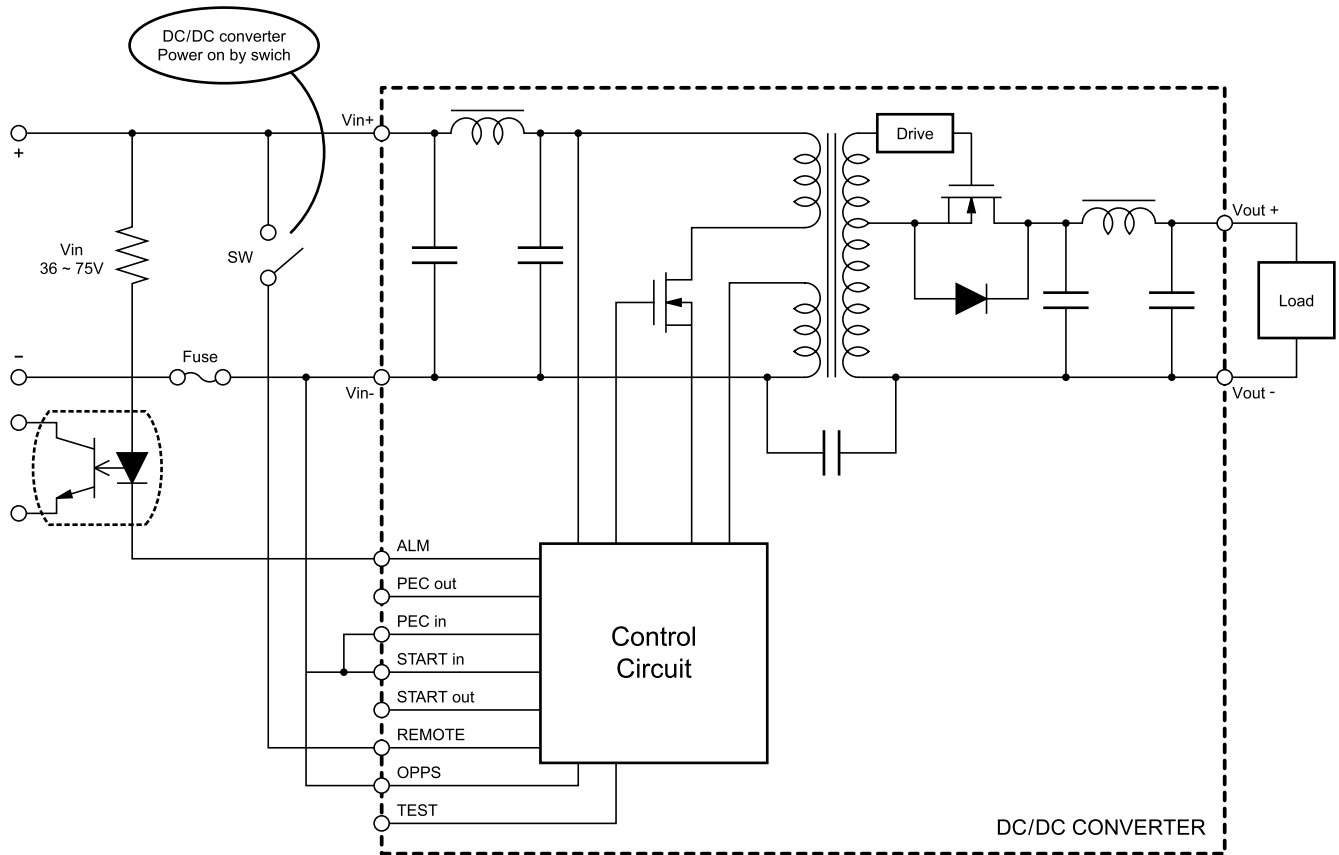 DC/DC converter
Power on by swich
Vin+
+
Drive
Vout +
Vin
36 ~ 75V
SW
Load
–
Fuse
Vin-
Vout -
ALM
PEC out
PEC in
START in
START out
REMOTE
OPPS
TEST
Control
Circuit
DC/DC CONVERTER